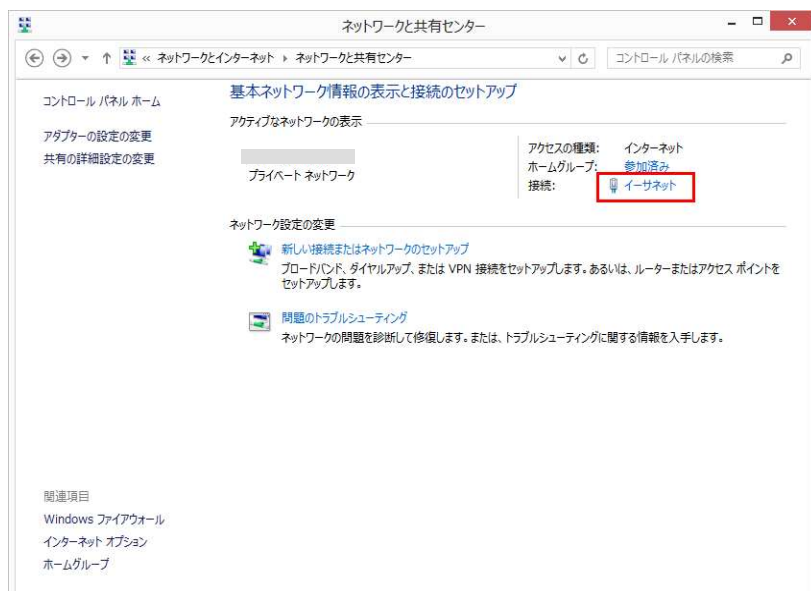 ネットワークと共有センター
« ネットワークとインターネット ▸ ネットワークと共有センター
コントロール パネルの検索
コントロール パネル ホーム
アダプターの設定の変更
共有の詳細設定の変更
基本ネットワーク情報の表示と接続のセットアップ
アクティブなネットワークの表示
プライベート ネットワーク
アクセスの種類: インターネット
ホームグループ: 参加済み
接続: イーサネット
ネットワーク設定の変更
新しい接続またはネットワークのセットアップ
ブロードバンド、ダイヤルアップ、または VPN 接続をセットアップします。あるいは、ルーターまたはアクセス ポイントを
セットアップします。
問題のトラブルシューティング
ネットワークの問題を診断して修復します。または、トラブルシューティングに関する情報を入手します。
関連項目
Windows ファイアウォール
インターネット オプション
ホームグループ